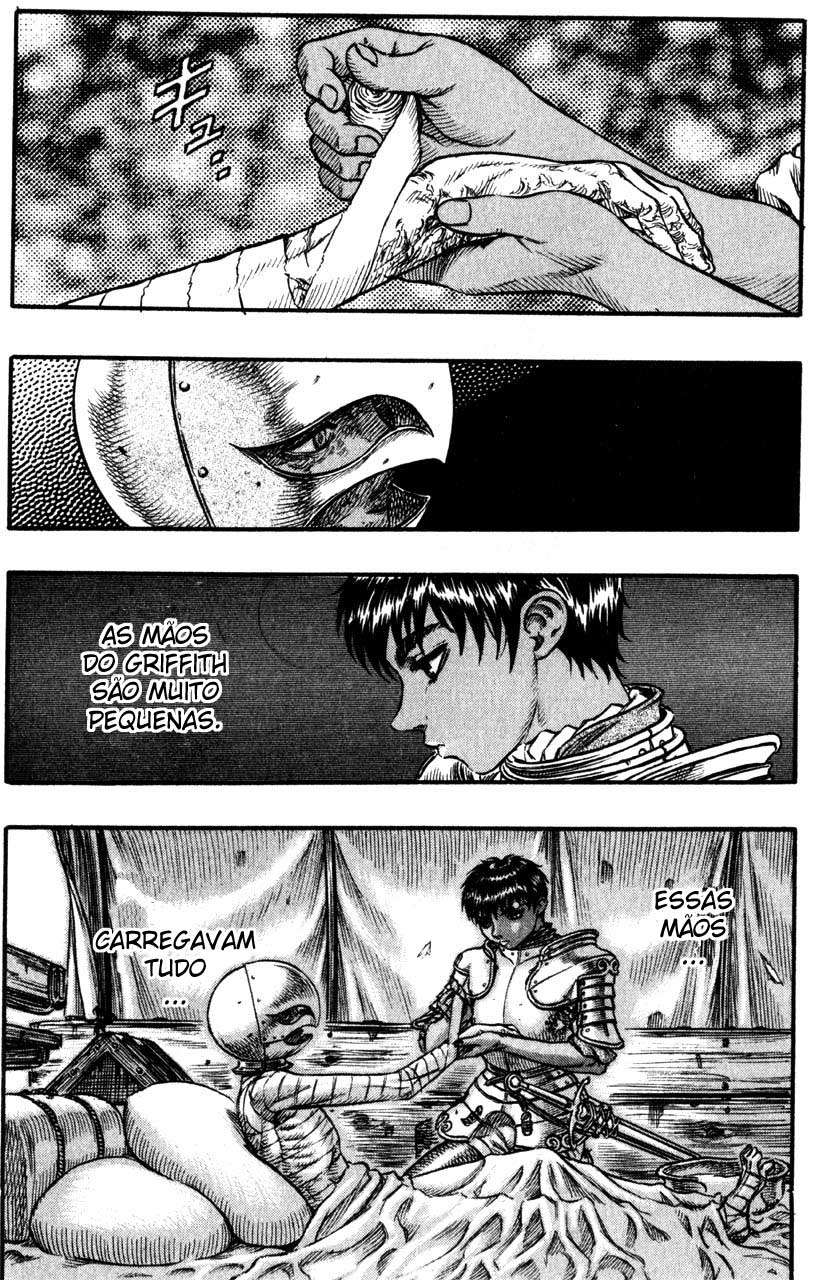 キュ‥
AS MÃOS
DO GRIFFITH
SÃO MUITO
PEQUENAS.
ESSAS
MÃOS
...
CARREGAVAM
TUDO
...